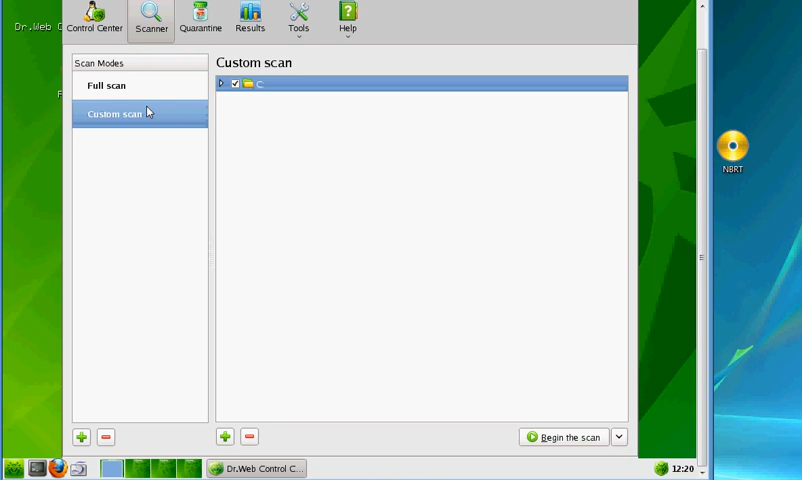 Dr.Web C
Control Center
Scanner
Quarantine
Results
Tools
Help
Scan Modes
Custom scan
Full scan
C:
Custom scan
NBRT
F
Begin the scan
Dr.Web Control C...
12:20